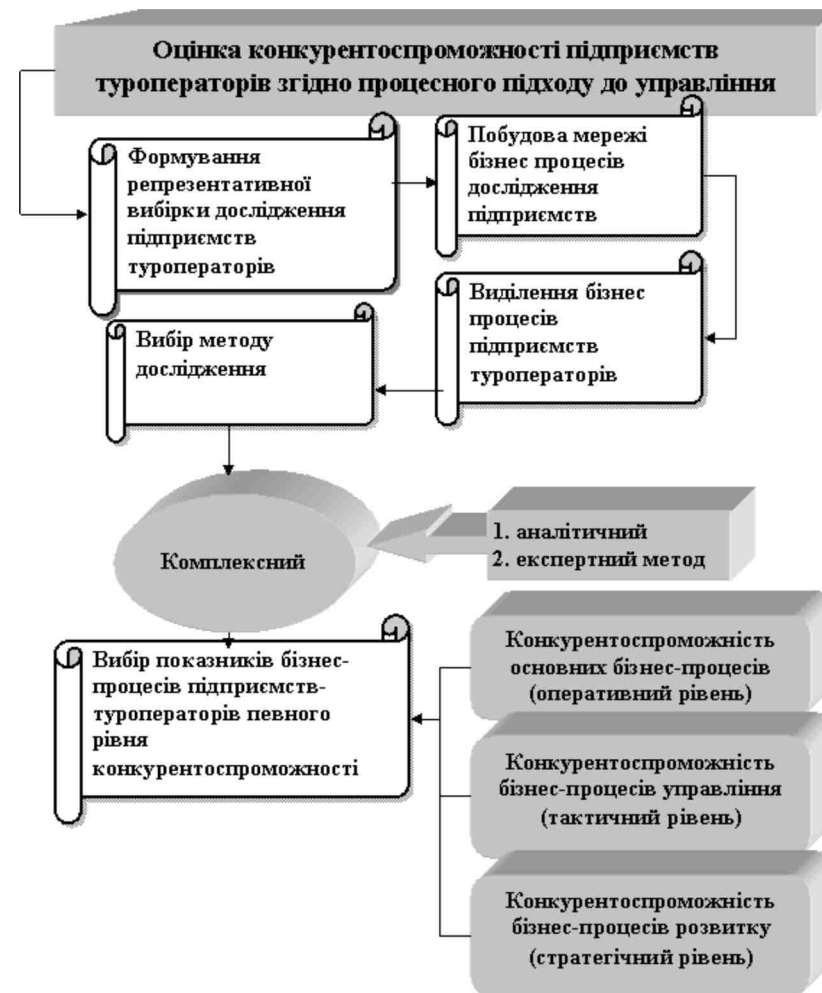 Оцінка конкурентоспроможності підприємств
туроператорів згідно процесного підходу до управління
Формування
репрезентативної
вибірки дослідження
підприємств
туроператорів
Побудова мережі
бізнес процесів
дослідження
підприємств
Виділення бізнес
процесів
підприємств
туроператорів
Вибір методу
дослідження
Комплексний
1. аналітичний
2. експертний метод
Вибір показників бізнес-
процесів підприємств-
туроператорів певного
рівня
конкурентоспроможності
Конкурентоспроможність
основних бізнес-процесів
(оперативний рівень)
Конкурентоспроможність
бізнес-процесів управління
(тактичний рівень)
Конкурентоспроможність
бізнес-процесів розвитку
(стратегічний рівень)